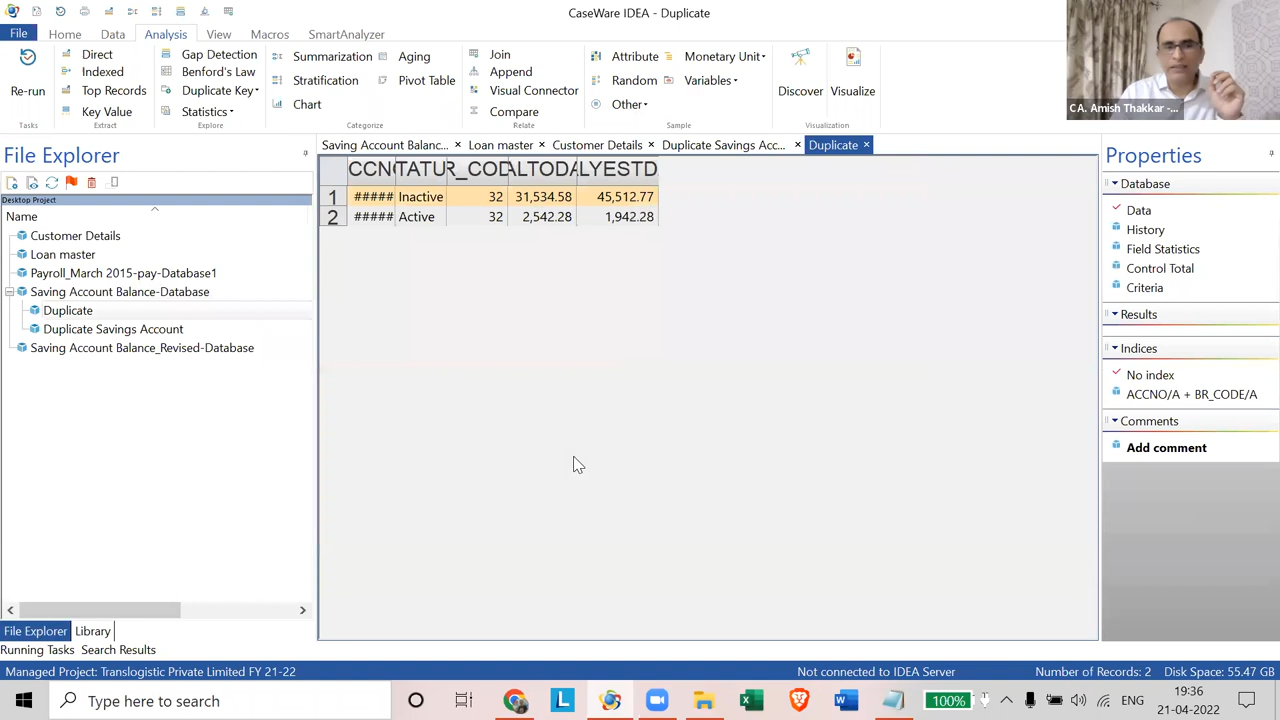 CaseWare IDEA - Duplicate
File Home Data Analysis View Macros SmartAnalyzer
Re-run
Tasks
Direct
Indexed
Top Records
Key Value
Extract
Gap Detection
Benford's Law
Duplicate Key
Statistics
Explore
Summarization
Stratification
Chart
Aging
Pivot Table
Categorize
Join
Append
Visual Connector
Compare
Relate
Attribute
Random
Other
Monetary Unit
Variables
Sample
Discover
Visualize
Visualization
CA. Amish Thakkar -...
File Explorer
Desktop Project
Name
Customer Details
Loan master
Payroll_March 2015-pay-Database1
Saving Account Balance-Database
Duplicate
Duplicate Savings Account
Saving Account Balance_Revised-Database
File Explorer Library
Running Tasks Search Results
Saving Account Balanc... × Loan master × Customer Details × Duplicate Savings Acc... × Duplicate ×
CCNO TATUS R_CODE ALTODAY LYESTD
1 ##### Inactive 32 31,534.58 45,512.77
2 ##### Active 32 2,542.28 1,942.28
Properties
Database
Data
History
Field Statistics
Control Total
Criteria
Results
Indices
No index
ACCNO/A + BR_CODE/A
Comments
Add comment
Managed Project: Translogistic Private Limited FY 21-22 Not connected to IDEA Server Number of Records: 2 Disk Space: 55.47 GB
Type here to search
100%
ENG
19:36
21-04-2022